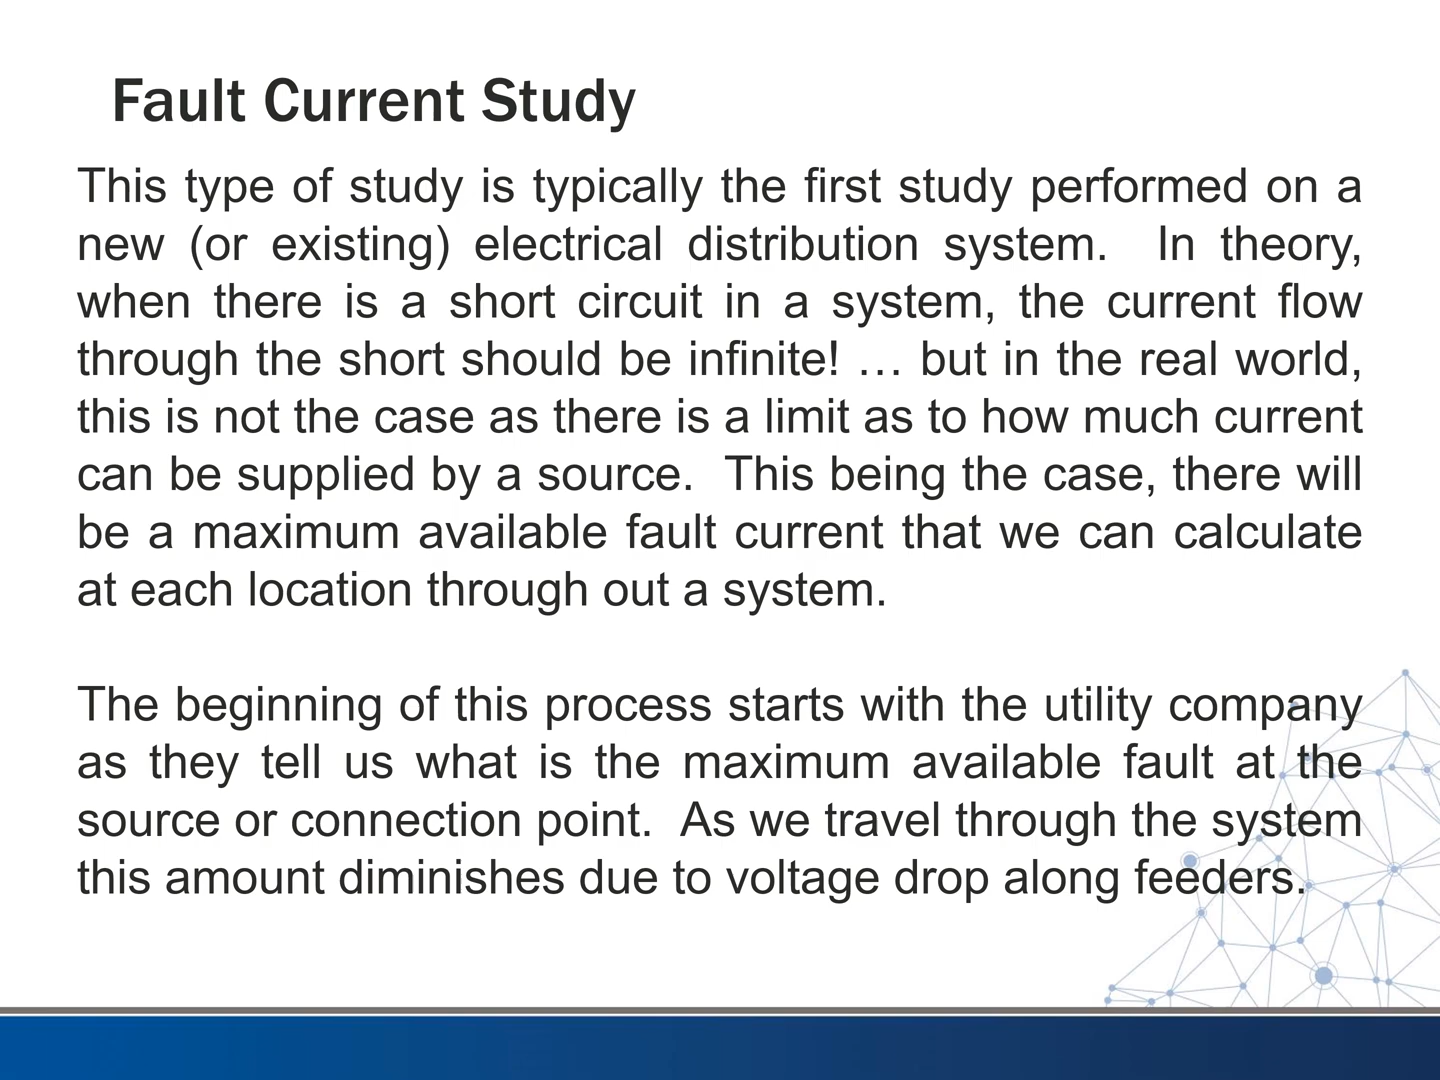 Fault Current Study
This type of study is typically the first study performed on a
new (or existing) electrical distribution system.  In theory,
when there is a short circuit in a system, the current flow
through the short should be infinite! … but in the real world,
this is not the case as there is a limit as to how much current
can be supplied by a source.  This being the case, there will
be a maximum available fault current that we can calculate
at each location through out a system.
The beginning of this process starts with the utility company
as they tell us what is the maximum available fault at the
source or connection point.  As we travel through the system
this amount diminishes due to voltage drop along feeders.